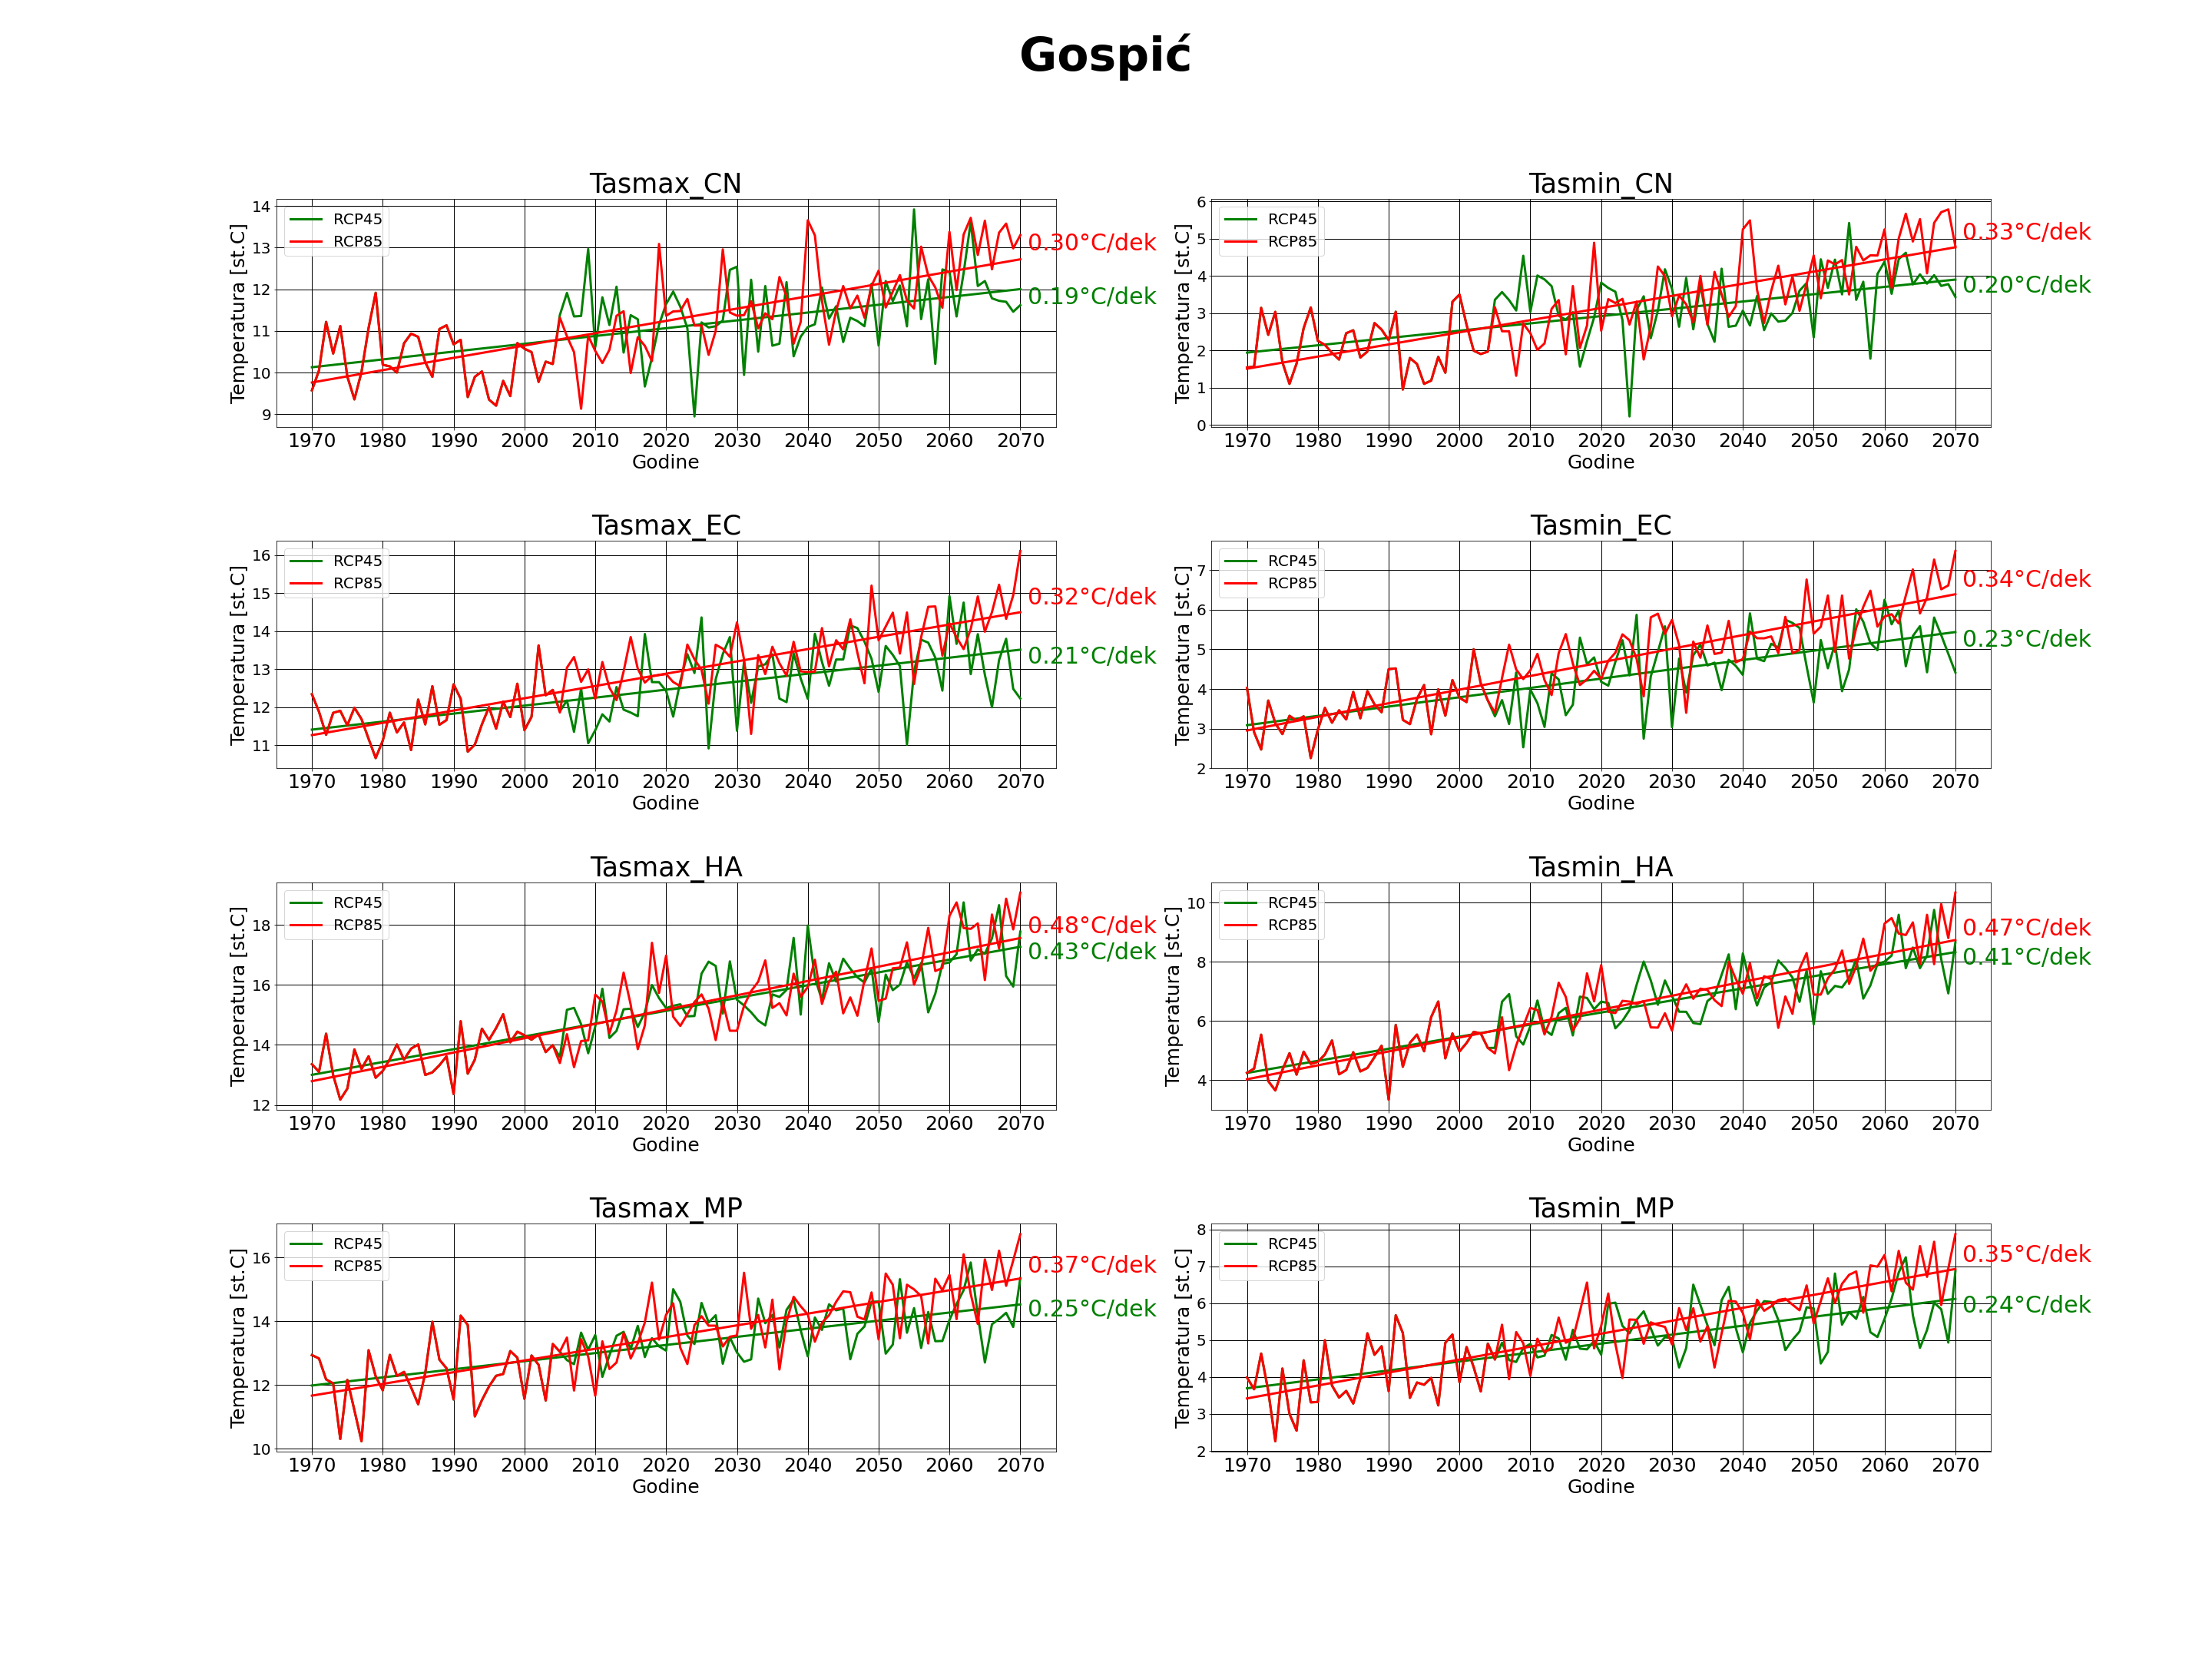 Gospić
Tasmax_CN
Temperatura [st.C]
14
13
12
11
10
9
RCP45
RCP85
0.30°C/dek
0.19°C/dek
1970 1980 1990 2000 2010 2020 2030 2040 2050 2060 2070
Godine
Tasmin_CN
Temperatura [st.C]
6
5
4
3
2
1
0
RCP45
RCP85
0.33°C/dek
0.20°C/dek
1970 1980 1990 2000 2010 2020 2030 2040 2050 2060 2070
Godine
Tasmax_EC
Temperatura [st.C]
16
15
14
13
12
11
RCP45
RCP85
0.32°C/dek
0.21°C/dek
1970 1980 1990 2000 2010 2020 2030 2040 2050 2060 2070
Godine
Tasmin_EC
Temperatura [st.C]
7
6
5
4
3
2
RCP45
RCP85
0.34°C/dek
0.23°C/dek
1970 1980 1990 2000 2010 2020 2030 2040 2050 2060 2070
Godine
Tasmax_HA
Temperatura [st.C]
18
16
14
12
RCP45
RCP85
0.48°C/dek
0.43°C/dek
1970 1980 1990 2000 2010 2020 2030 2040 2050 2060 2070
Godine
Tasmin_HA
Temperatura [st.C]
10
8
6
4
RCP45
RCP85
0.47°C/dek
0.41°C/dek
1970 1980 1990 2000 2010 2020 2030 2040 2050 2060 2070
Godine
Tasmax_MP
Temperatura [st.C]
16
14
12
10
RCP45
RCP85
0.37°C/dek
0.25°C/dek
1970 1980 1990 2000 2010 2020 2030 2040 2050 2060 2070
Godine
Tasmin_MP
Temperatura [st.C]
8
7
6
5
4
3
2
RCP45
RCP85
0.35°C/dek
0.24°C/dek
1970 1980 1990 2000 2010 2020 2030 2040 2050 2060 2070
Godine